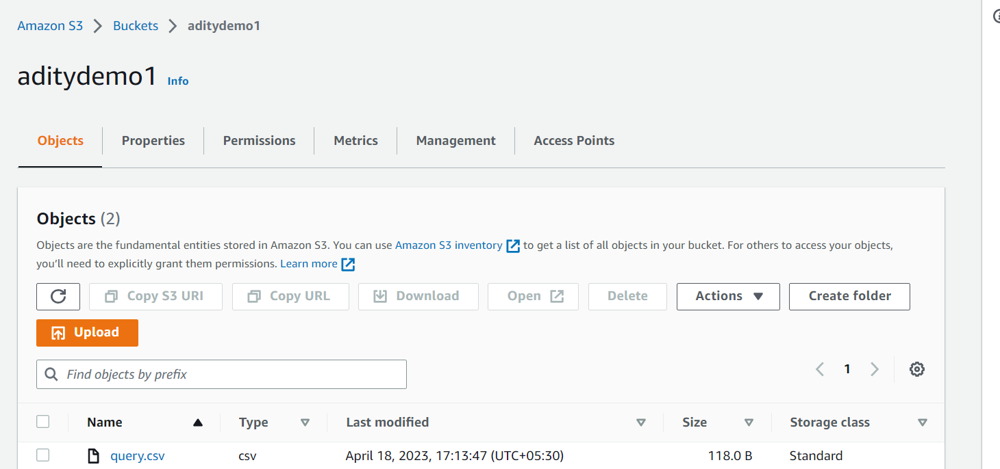 Amazon S3 > Buckets > aditydemo1
aditydemo1 Info
Objects Properties Permissions Metrics Management Access Points
Objects (2)
Objects are the fundamental entities stored in Amazon S3. You can use Amazon S3 inventory to get a list of all objects in your bucket. For others to access your objects,
you'll need to explicitly grant them permissions. Learn more
Copy S3 URI Copy URL Download Open Delete Actions Create folder
Upload
Find objects by prefix 1
Name Type Last modified Size Storage class
query.csv csv April 18, 2023, 17:13:47 (UTC+05:30) 118.0 B Standard